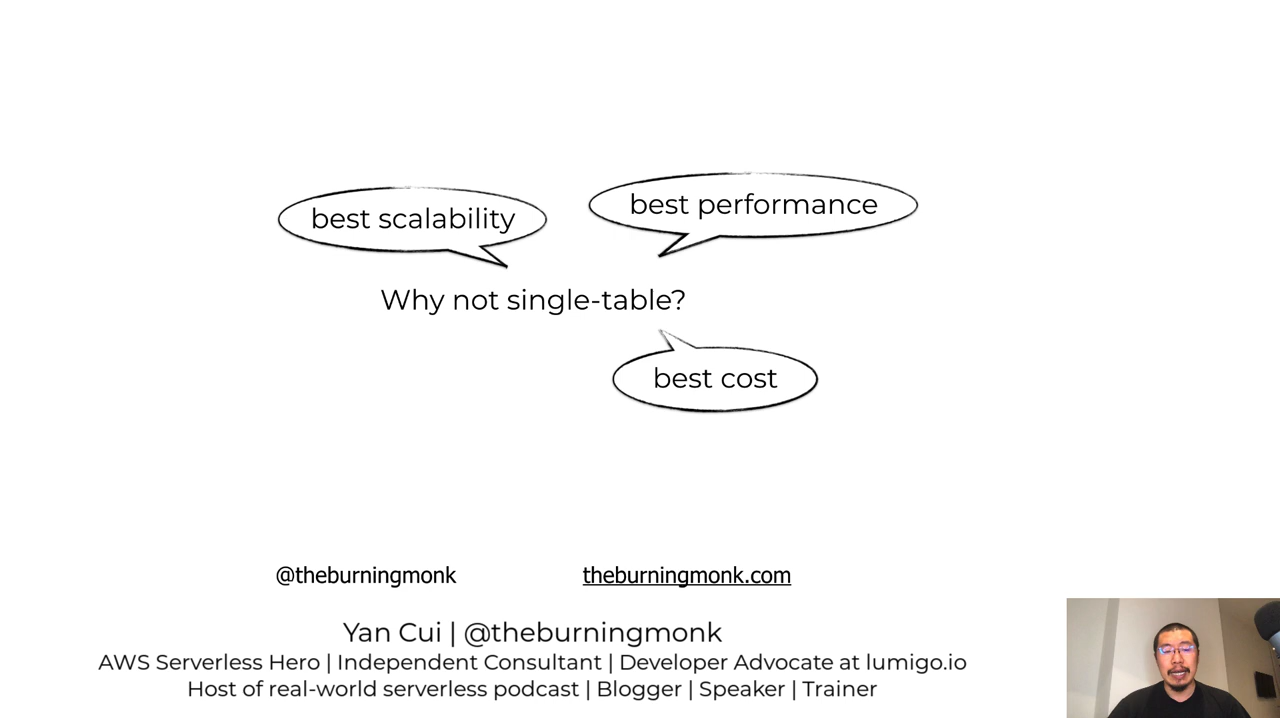 best scalability
best performance
Why not single-table?
best cost
@theburningmonk
theburningmonk.com
Yan Cui | @theburningmonk
AWS Serverless Hero | Independent Consultant | Developer Advocate at lumigo.io
Host of real-world serverless podcast | Blogger | Speaker | Trainer